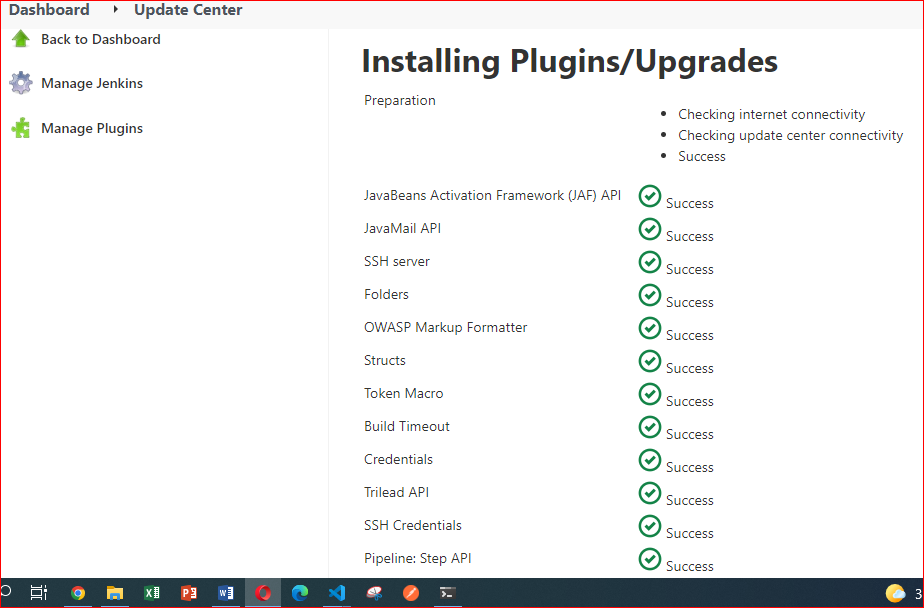 Dashboard ▸ Update Center
Back to Dashboard
Manage Jenkins
Manage Plugins
Installing Plugins/Upgrades
Preparation
• Checking internet connectivity
• Checking update center connectivity
• Success
JavaBeans Activation Framework (JAF) API Success
JavaMail API Success
SSH server Success
Folders Success
OWASP Markup Formatter Success
Structs Success
Token Macro Success
Build Timeout Success
Credentials Success
Trilead API Success
SSH Credentials Success
Pipeline: Step API Success
3